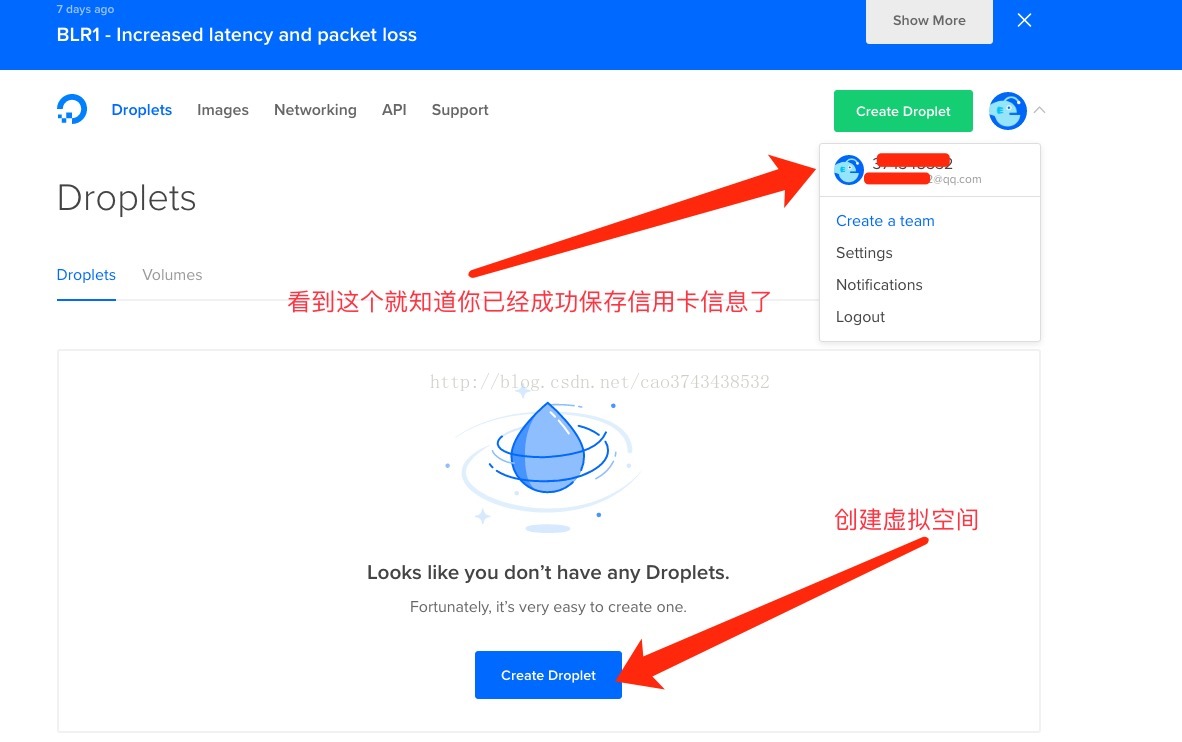 7 days ago
BLR1 - Increased latency and packet loss
Show More
Droplets Images Networking API Support
Create Droplet
@qq.com
Droplets
Create a team
Settings
Notifications
Logout
Droplets Volumes
看到这个就知道你已经成功保存信用卡信息了
http://blog.csdn.net/cao3743438532
创建虚拟空间
Looks like you don’t have any Droplets.
Fortunately, it’s very easy to create one.
Create Droplet